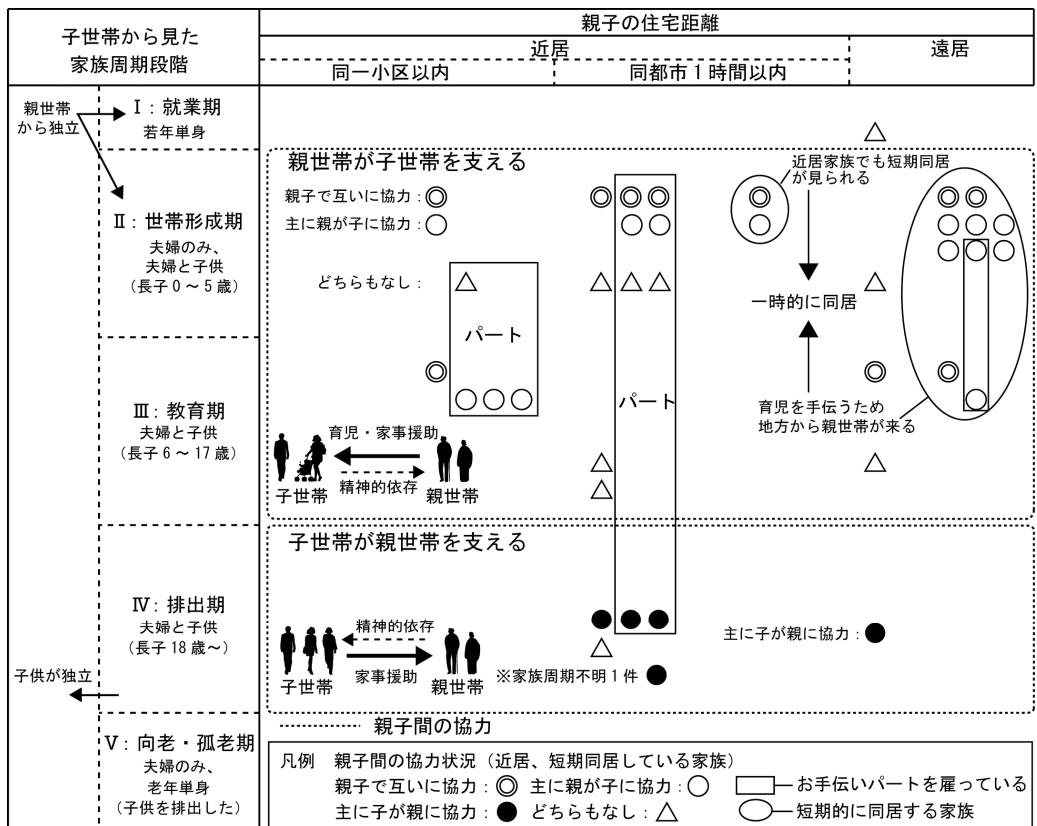 子世帯から見た
家族周期段階
親子の住宅距離
近居
遠居
同一小区以内
同都市1時間以内
親世帯
から独立
Ⅰ：就業期
若年単身
親世帯が子世帯を支える
近居家族でも短期同居
が見られる
親子で互いに協力：
主に親が子に協力：
Ⅱ：世帯形成期
夫婦のみ、
夫婦と子供
（長子0～5歳）
どちらもなし：
一時的に同居
パート
パート
Ⅲ：教育期
夫婦と子供
（長子6～17歳）
育児を手伝うため
地方から親世帯が来る
育児・家事援助
精神的依存
子世帯
親世帯
子世帯が親世帯を支える
Ⅳ：排出期
夫婦と子供
（長子18歳～）
精神的依存
家事援助
子世帯
親世帯
主に子が親に協力：
※家族周期不明1件
子供が独立
親子間の協力
Ⅴ：向老・孤老期
夫婦のみ、
老年単身
（子供を排出した）
凡例 親子間の協力状況（近居、短期同居している家族）
親子で互いに協力： 主に親が子に協力： お手伝いパートを雇っている
主に子が親に協力： どちらもなし： 短期的に同居する家族